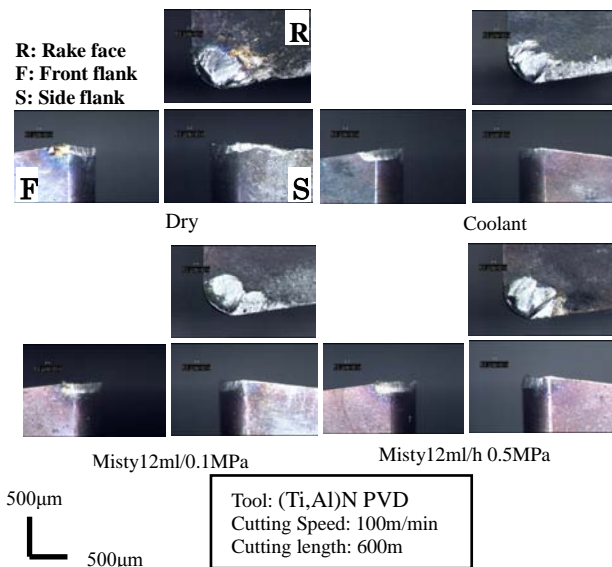 R: Rake face
F: Front flank
S: Side flank
R
F
S
Dry
Coolant
Misty12ml/0.1MPa
Misty12ml/h 0.5MPa
500μm
500μm
Tool: (Ti,Al)N PVD
Cutting Speed: 100m/min
Cutting length: 600m